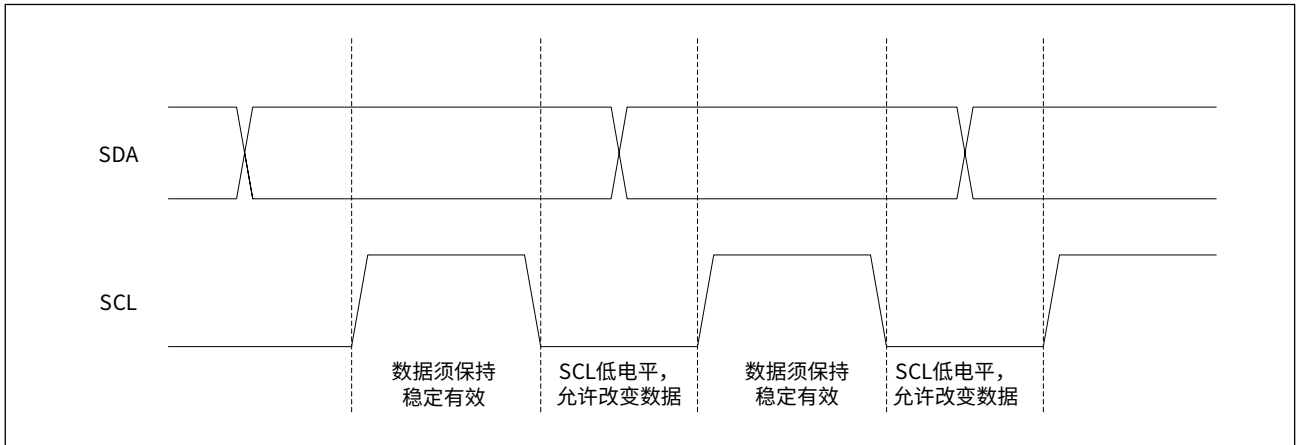 SDA
SCL
数据须保持
稳定有效
SCL低电平，
允许改变数据
数据须保持
稳定有效
SCL低电平，
允许改变数据